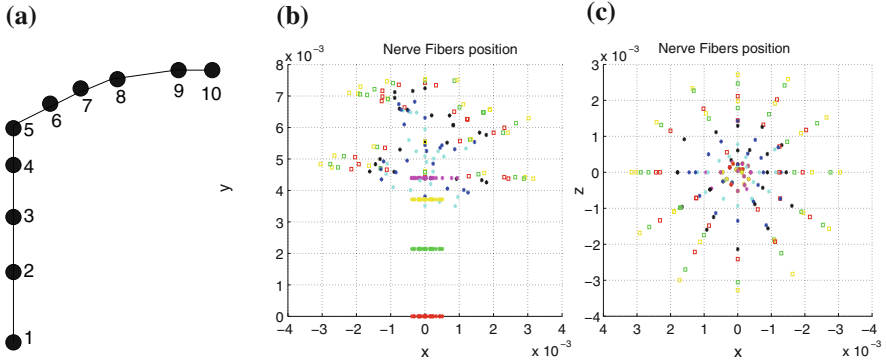 (a)
1
2
3
4
5
6
7
8
9
10
(b)
x 10⁻³
Nerve Fibers position
8
7
6
5
4
3
2
1
0
y
−4 −3 −2 −1 0 1 2 3 4
x
x 10⁻³
(c)
x 10⁻³
Nerve Fibers position
3
2
1
0
−1
−2
−3
−4
z
4 3 2 1 0 −1 −2 −3 −4
x
x 10⁻³